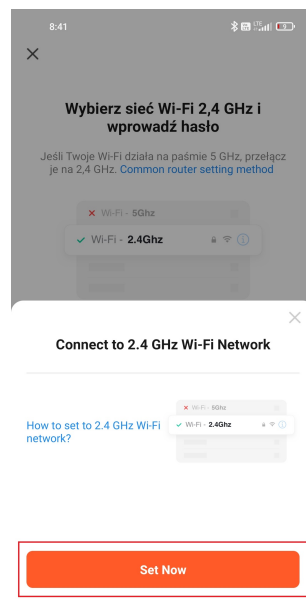 8:41
LTE
9
Wybierz sieć Wi-Fi 2,4 GHz i
wprowadź hasło
Jeśli Twoje Wi-Fi działa na paśmie 5 GHz, przełącz
je na 2,4 GHz. Common router setting method
Wi-Fi - 5Ghz
Wi-Fi - 2.4Ghz
Connect to 2.4 GHz Wi-Fi Network
How to set to 2.4 GHz Wi-Fi
network?
Wi-Fi - 5Ghz
Wi-Fi - 2.4Ghz
Set Now